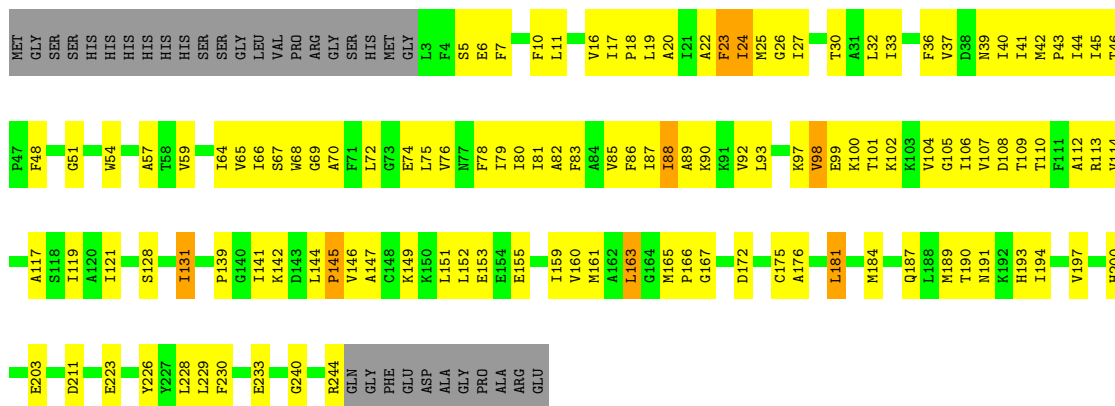 MET GLY SER SER HIS HIS HIS HIS HIS HIS SER SER GLY LEU VAL PRO ARG GLY SER HIS MET GLY L3 F4 S5 E6 F7 F10 L11 V16 I17 P18 L19 A20 I21 A22 F23 I24 M25 G26 I27 T30 A31 L32 I33 F36 V37 D38 N39 I40 I41 M42 P43 I44 I45 T46
P47 F48 G51 W54 A57 T58 V59 I64 V65 I66 S67 W68 G69 A70 F71 L72 G73 E74 L75 V76 N77 F78 I79 I80 I81 A82 F83 A84 V85 F86 I87 I88 A89 K90 K91 V92 L93 K97 V98 E99 K100 T101 K102 K103 V104 G105 I106 V107 D108 T109 T110 F111 A112 R113
A117 S118 I119 A120 I121 S128 I131 P139 G140 I141 K142 D143 L144 P145 V146 A147 C148 K149 K150 L151 L152 E153 E154 E155 I159 V160 M161 A162 L163 G164 M165 P166 G167 D172 C175 A176 L181 M184 Q187 L188 M189 T190 N191 K192 H193 I194 V197
E203 D211 E223 Y226 Y227 L228 L229 F230 E233 G240 R244 GLN GLY PHE GLU ASP ALA GLY PRO ALA ARG GLU